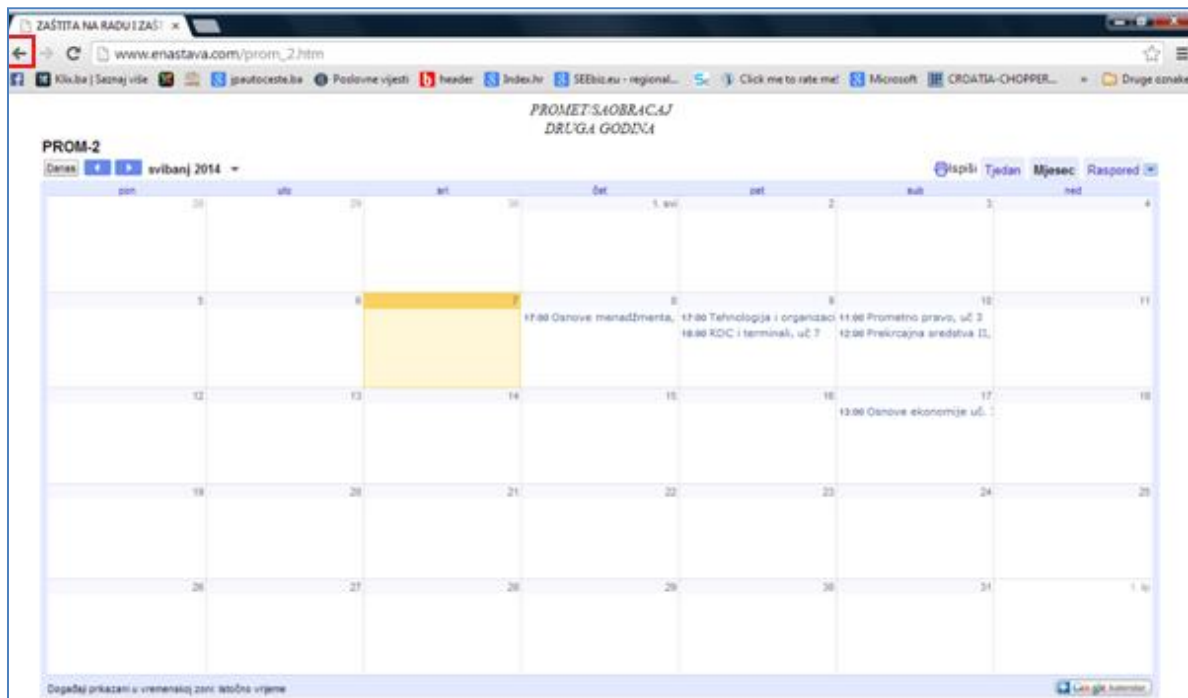 ZAŠTITA NA RADU I ZAŠT
www.enastava.com/prom_2.htm
Klix.ba | Saznaj više jpautoceste.ba Poslovne vijesti header Index.hr SEEbiz.eu - regional... Click me to rate me! Microsoft CROATIA-CHOPPER... » Druge oznake
PROMET/SAOBRACAJ
DRUGA GODINA
PROM-2
Danas svibanj 2014 Ispiši Tjedan Mjesec Raspored
pon uto sri čet pet sub ned
28 29 30 1. svi 2 3 4
5 6 7 8 9 10 11
17:00 Osnove menadžmenta, 17:00 Tehnologija i organizaci 11:00 Prometno pravo, uč 3
18:00 RDC i terminali, uč 7 12:00 Prekrcajna sredstva II,
12 13 14 15 16 17 18
13:00 Osnove ekonomije uč.
19 20 21 22 23 24 25
26 27 28 29 30 31 1. lip
Događaji prikazani u vremenskoj zoni: Istočno vrijeme
Google